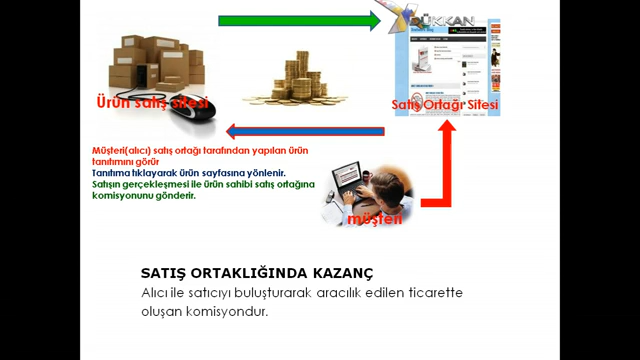 DÜKKAN
Ürün satış sitesi
Satış Ortağı Sitesi
Müşteri(alıcı) satış ortağı tarafından yapılan ürün
tanıtımını görür
Tanıtıma tıklayarak ürün sayfasına yönlenir.
Satışın gerçekleşmesi ile ürün sahibi satış ortağına
komisyonunu gönderir.
müşteri
SATIŞ ORTAKLIĞINDA KAZANÇ
Alıcı ile satıcıyı buluşturarak aracılık edilen ticarette
oluşan komisyondur.